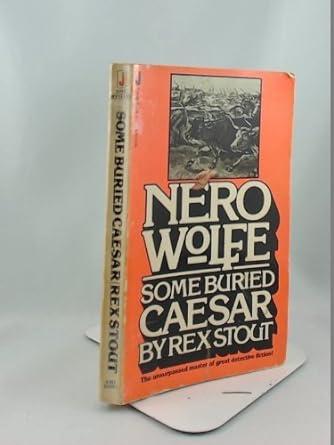 J
NERO
WOLFE
SOME BURIED
CAESAR
BY REX STOUT
The unsurpassed master of great detective fiction!
J
SOME BURIED CAESAR/REX STOUT